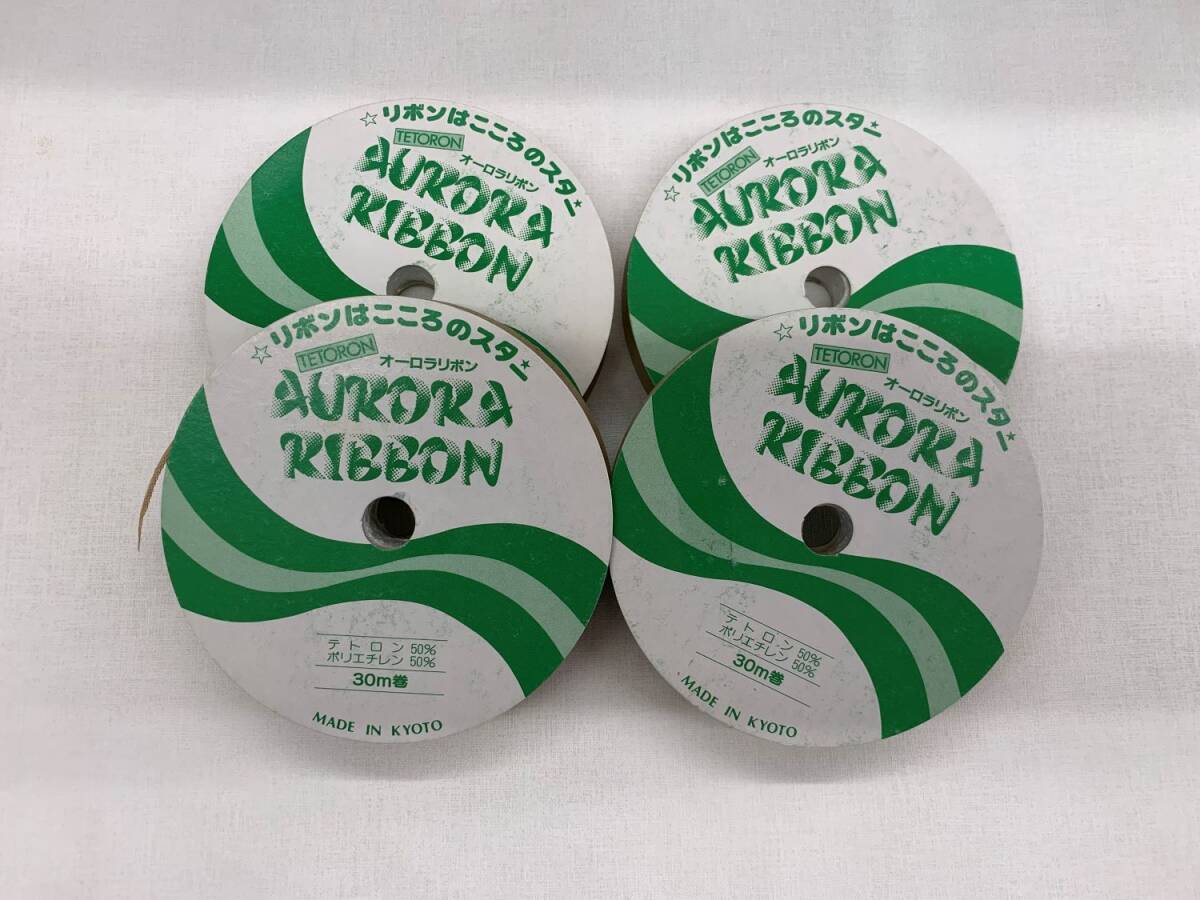 ☆リボンはこころのスター★
TETORON
オーロラリボン
AURORA
RIBBON
☆リボンはこころのスター★
TETORON
オーロラリボン
AURORA
RIBBON
☆リボンはこころのスター
TETORON
オーロラリボン
AURORA
RIBBON
テトロン 50%
ポリエチレン 50%
30m巻
MADE IN KYOTO
☆リボンはこころのスター★
TETORON
オーロラリボン
AURORA
RIBBON
テトロン 50%
ポリエチレン 50%
30m巻
MADE IN KYOTO